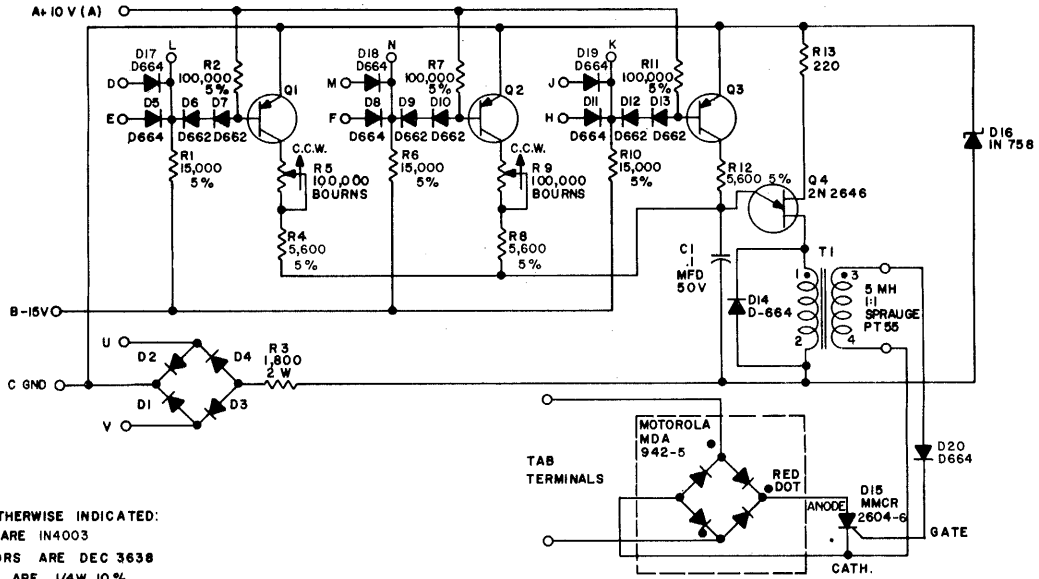 A+10 V (A)
L
N
K
D17
D664
D18
D664
D19
D664
R2
100,000
5%
R7
100,000
5%
R11
100,000
5%
R13
220
D
M
J
D5
D6
D7
Q1
D8
D9
D10
Q2
D11
D12
D13
Q3
E
F
H
D664
D662
D662
D664
D662
D662
D664
D662
D662
D16
IN 758
R1
15,000
5%
C.C.W.
R5
100,000
BOURNS
R6
15,000
5%
C.C.W.
R9
100,000
BOURNS
R10
15,000
5%
R12
5,600 5%
Q4
2N 2646
R4
5,600
5%
R8
5,600
5%
C1
.1
MFD
50V
T1
1
3
D14
D-664
5 MH
1:1
SPRAUGE
PT 55
2
4
B-15V
U
D2
D4
R3
1,800
2 W
C GND
D1
D3
V
MOTOROLA
MDA
942-5
TAB
TERMINALS
RED
DOT
D20
D664
D15
MMCR
2604-6
ANODE
GATE
CATH.
THERWISE INDICATED:
ARE IN4003
ORS ARE DEC 3638
ARE 1/4W 10%